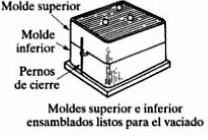 Molde superior
Molde
inferior
Pernos
de cierre
Moldes superior e inferior
ensamblados listos para el vaciado